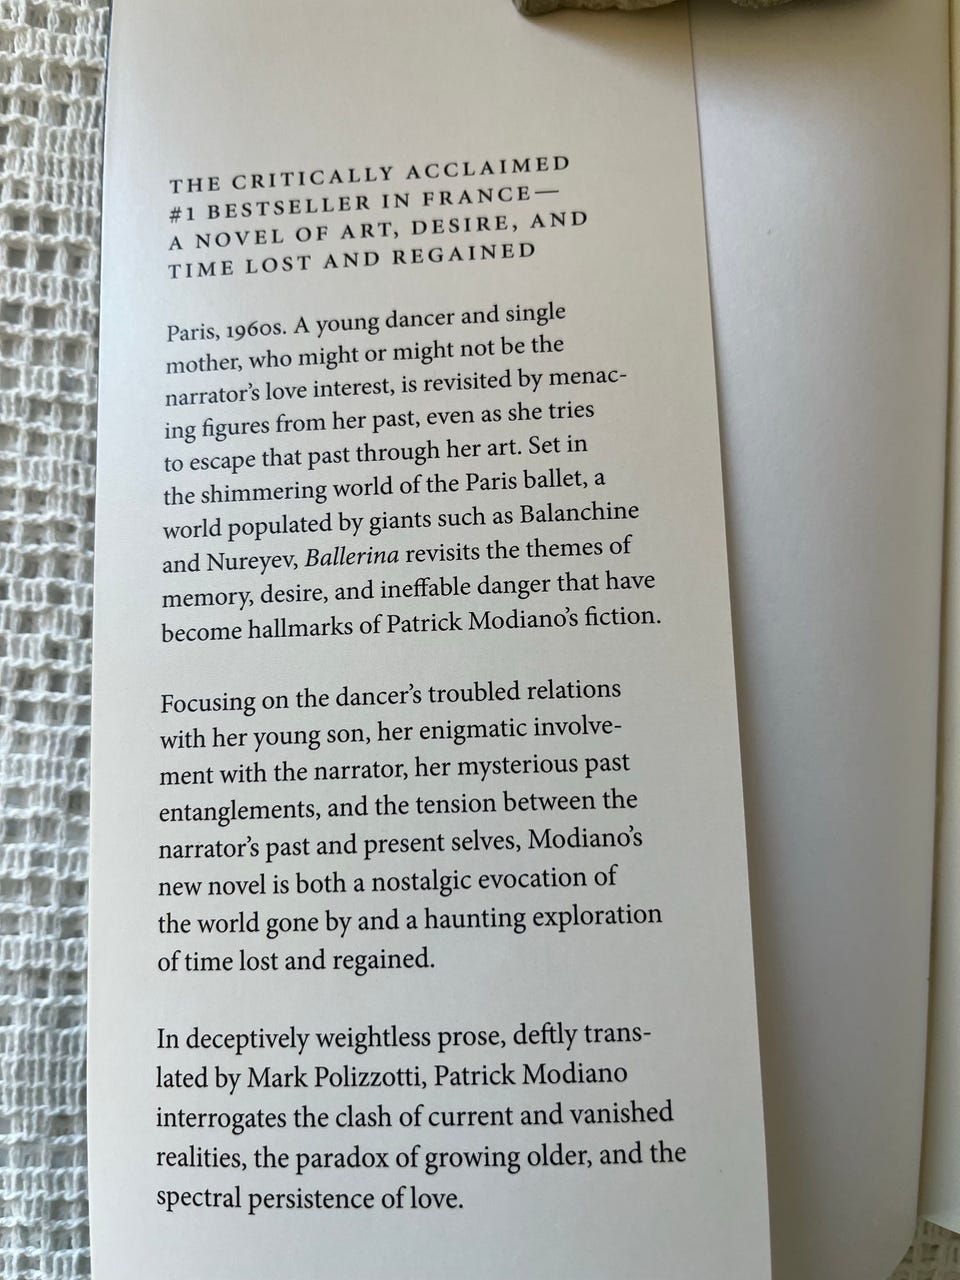 THE CRITICALLY ACCLAIMED
#1 BESTSELLER IN FRANCE—
A NOVEL OF ART, DESIRE, AND
TIME LOST AND REGAINED
Paris, 1960s. A young dancer and single
mother, who might or might not be the
narrator’s love interest, is revisited by menac-
ing figures from her past, even as she tries
to escape that past through her art. Set in
the shimmering world of the Paris ballet, a
world populated by giants such as Balanchine
and Nureyev, Ballerina revisits the themes of
memory, desire, and ineffable danger that have
become hallmarks of Patrick Modiano’s fiction.
Focusing on the dancer’s troubled relations
with her young son, her enigmatic involve-
ment with the narrator, her mysterious past
entanglements, and the tension between the
narrator’s past and present selves, Modiano’s
new novel is both a nostalgic evocation of
the world gone by and a haunting exploration
of time lost and regained.
In deceptively weightless prose, deftly trans-
lated by Mark Polizzotti, Patrick Modiano
interrogates the clash of current and vanished
realities, the paradox of growing older, and the
spectral persistence of love.